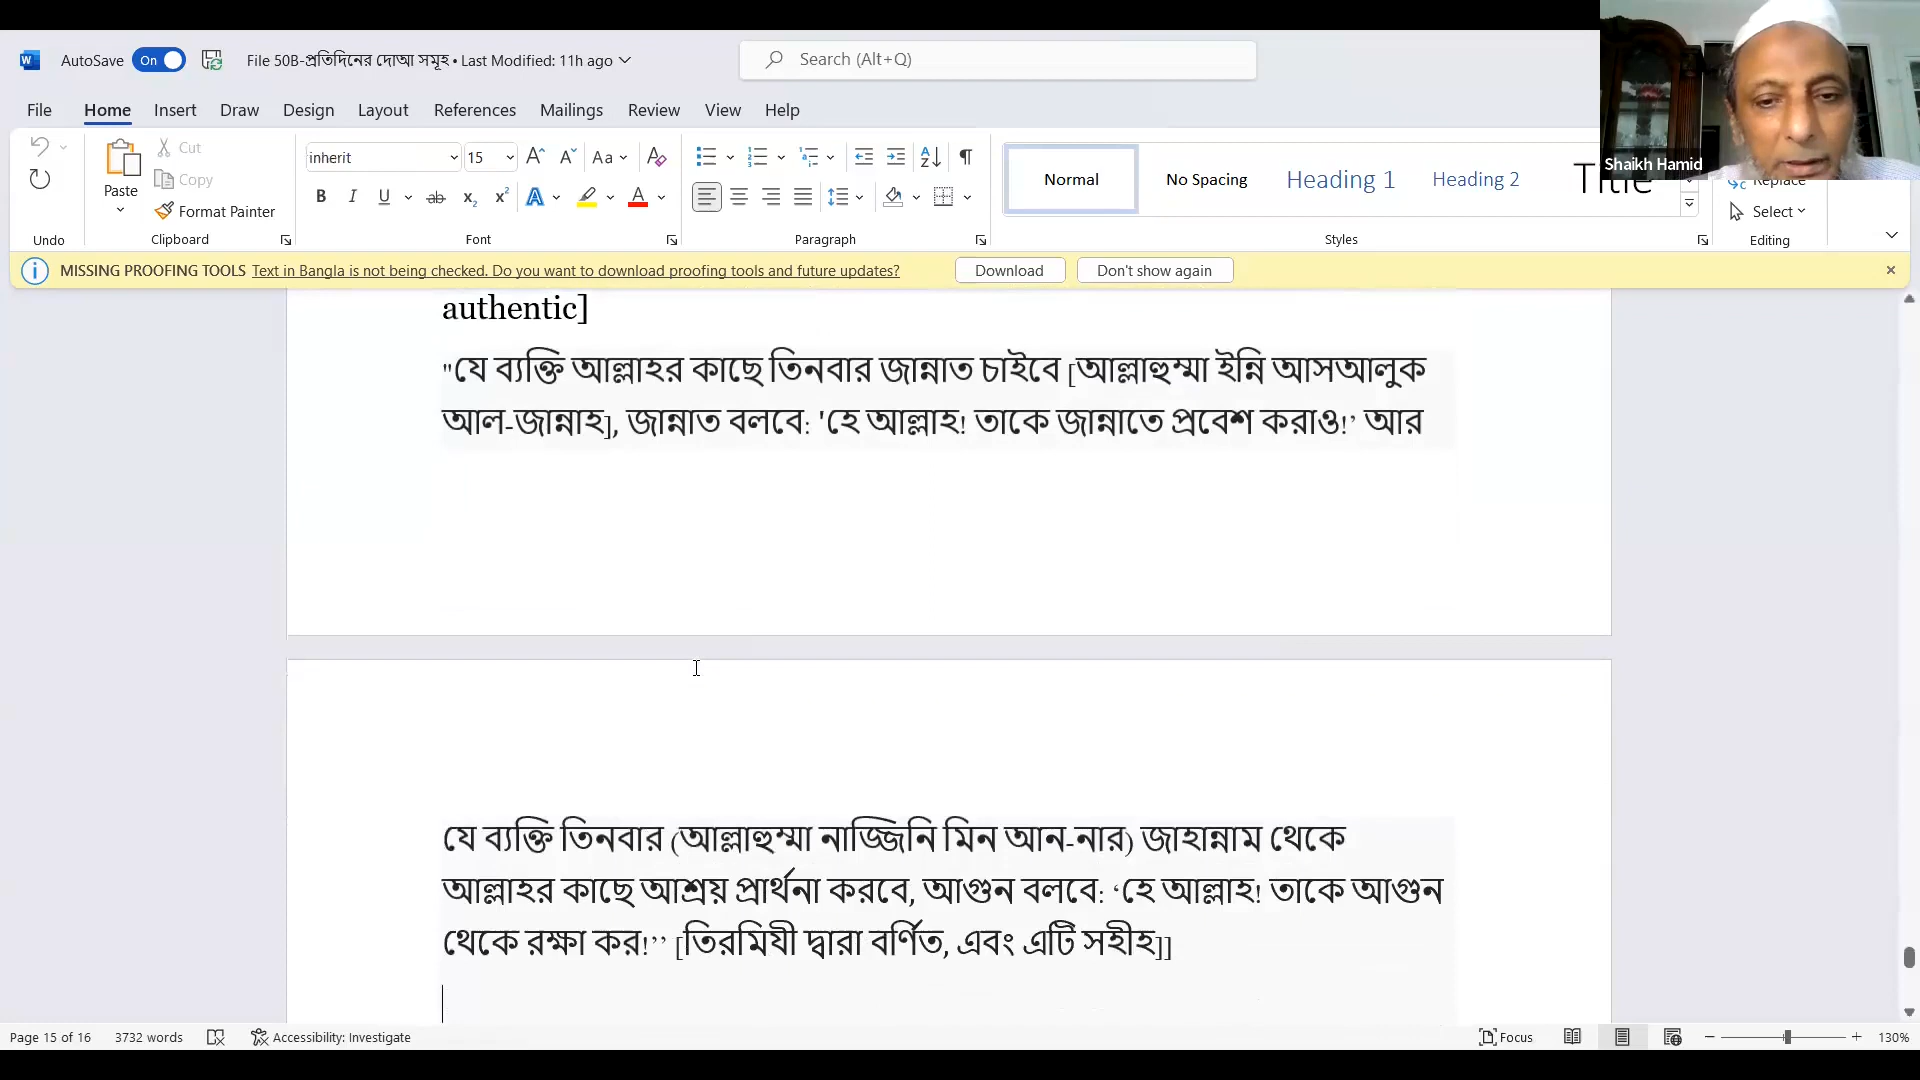 AutoSave On File 50B-প্রতিদিনের দোআ সমূহ • Last Modified: 11h ago
Search (Alt+Q)
File Home Insert Draw Design Layout References Mailings Review View Help
Shaikh Hamid
Paste
Cut
Copy
Format Painter
inherit 15
Normal No Spacing Heading 1 Heading 2 Title
Replace
Select
Undo Clipboard Font Paragraph Styles Editing
MISSING PROOFING TOOLS Text in Bangla is not being checked. Do you want to download proofing tools and future updates? Download Don't show again
authentic]
"যে ব্যক্তি আল্লাহর কাছে তিনবার জান্নাত চাইবে [আল্লাহুম্মা ইন্নি আসআলুক
আল-জান্নাহ], জান্নাত বলবে: 'হে আল্লাহ! তাকে জান্নাতে প্রবেশ করাও!’ আর
যে ব্যক্তি তিনবার (আল্লাহুম্মা নাজ্জিনি মিন আন-নার) জাহান্নাম থেকে
আল্লাহর কাছে আশ্রয় প্রার্থনা করবে, আগুন বলবে: ‘হে আল্লাহ! তাকে আগুন
থেকে রক্ষা কর!’’ [তিরমিযী দ্বারা বর্ণিত, এবং এটি সহীহ]]
Page 15 of 16 3732 words Accessibility: Investigate Focus 130%